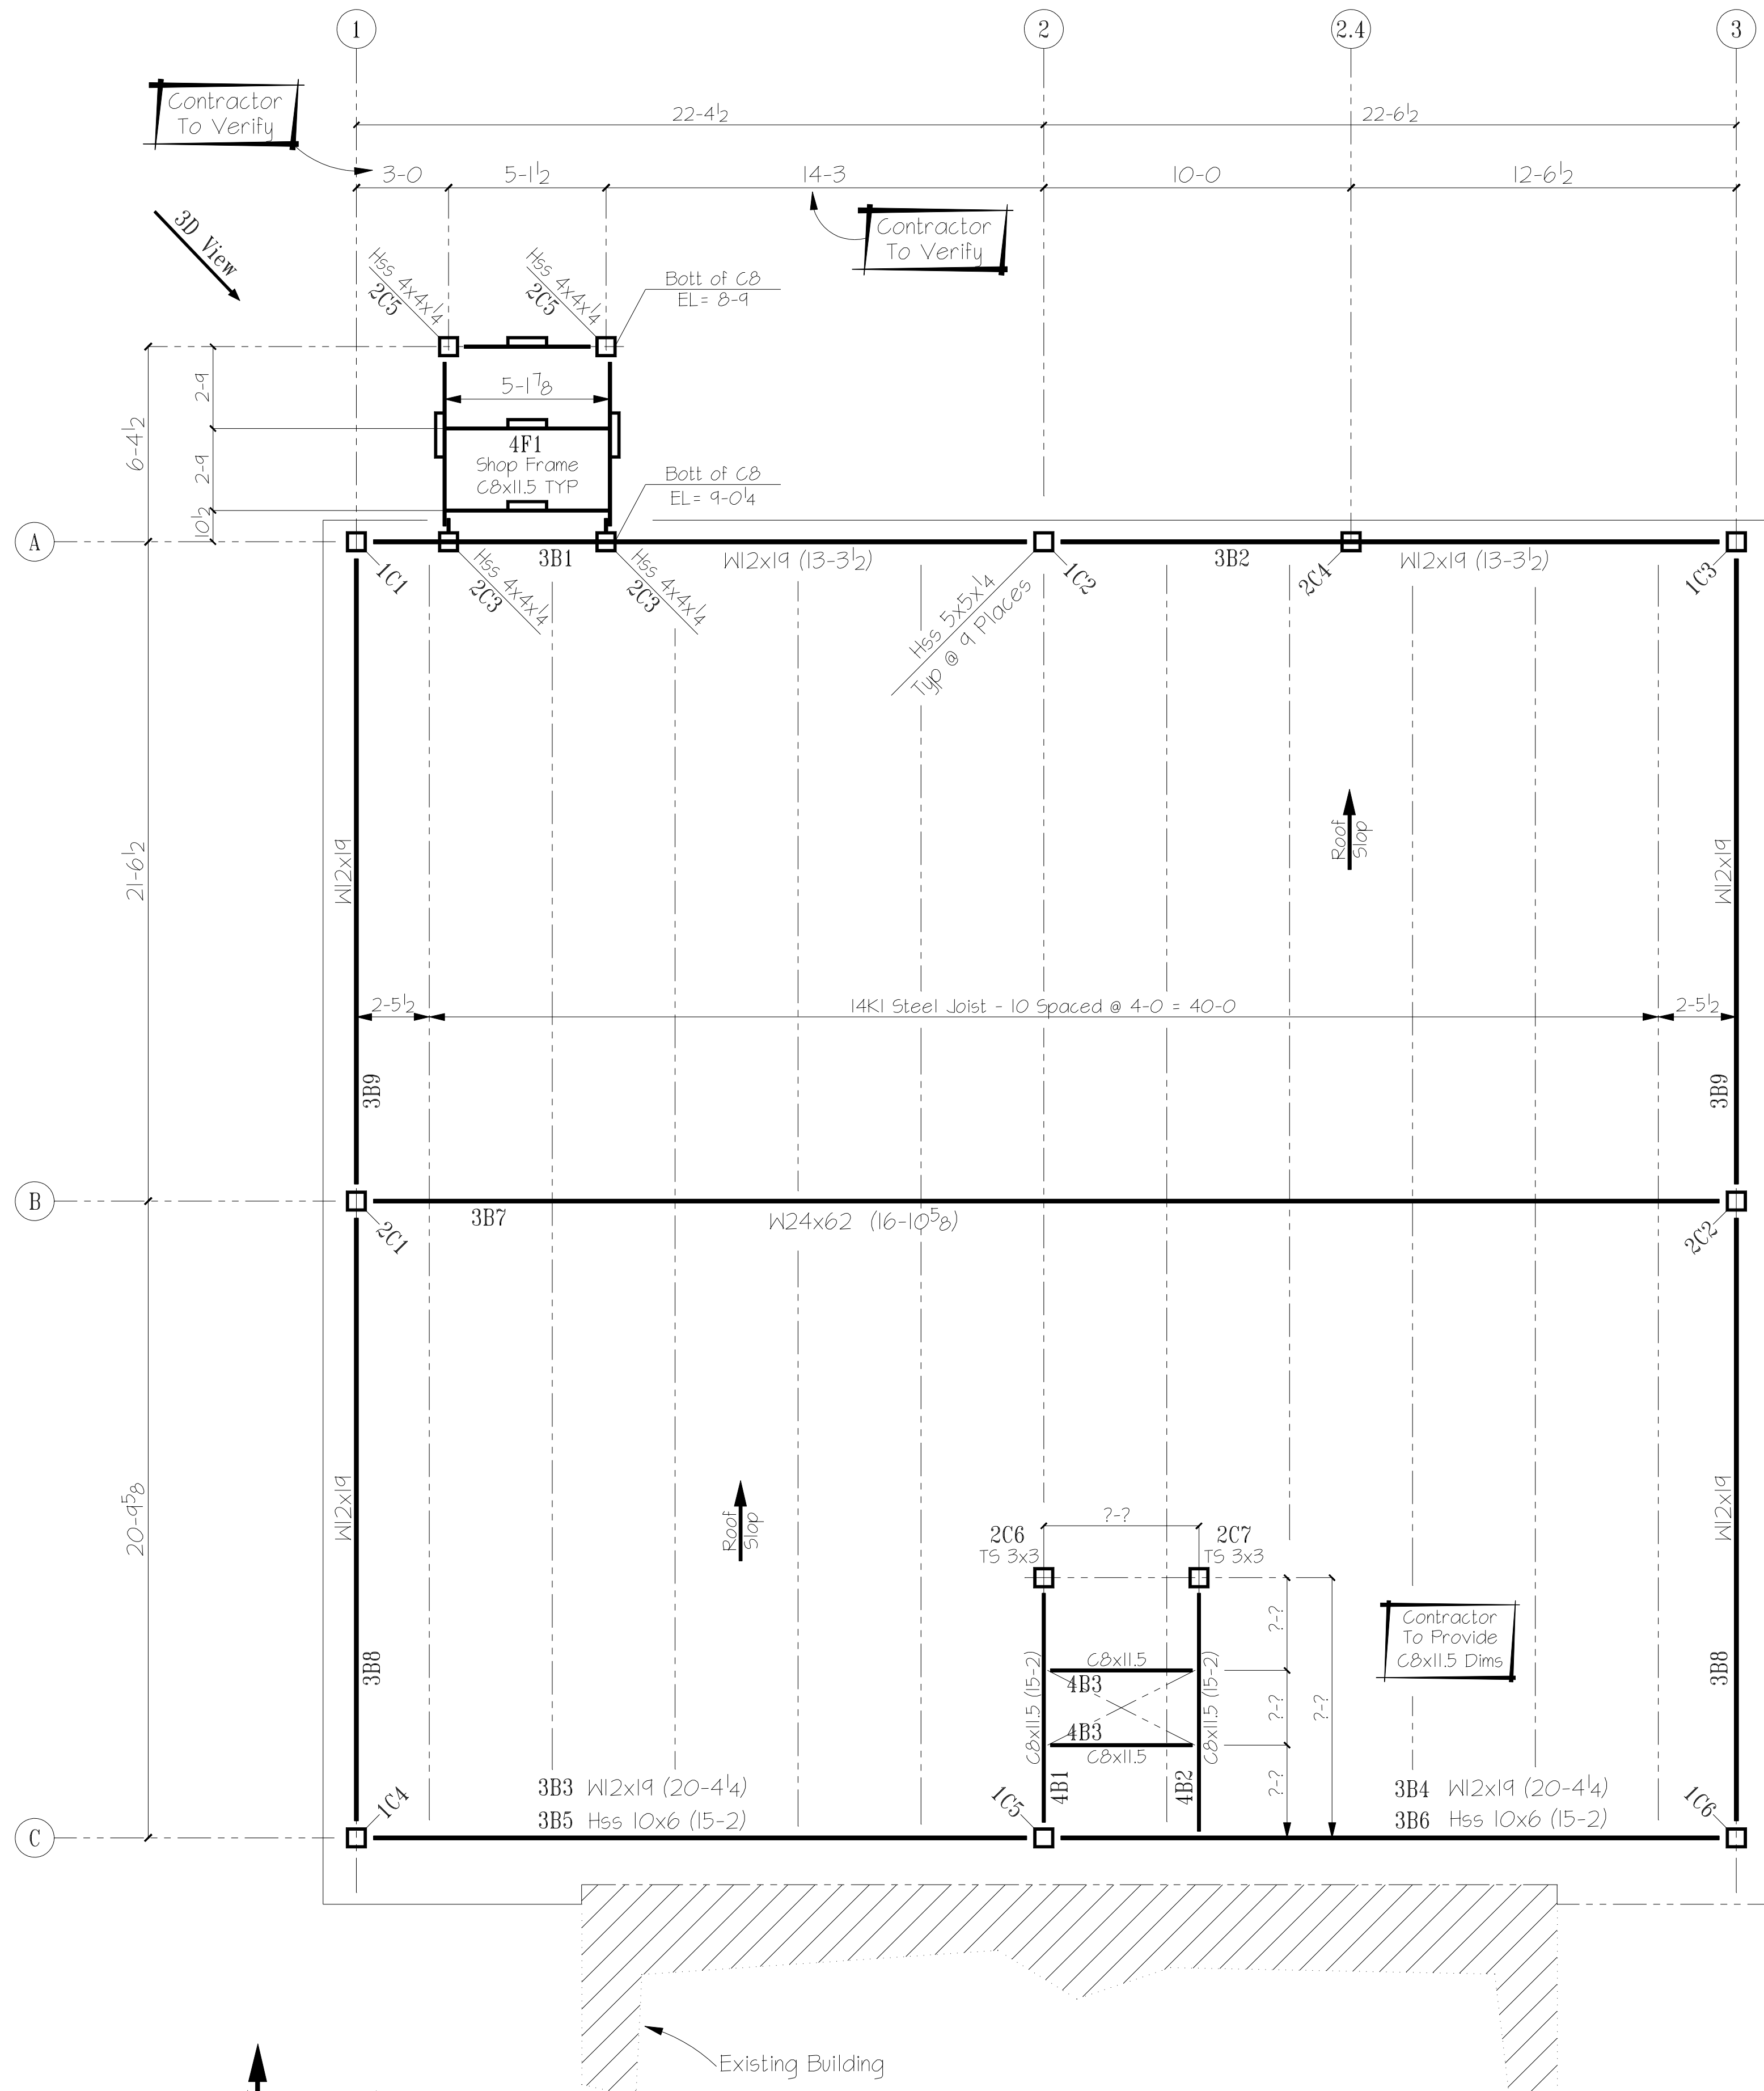 1
2
2.4
3
Contractor
To Verify
22-4½
22-6½
3-0
5-1½
14-3
10-0
12-6½
Contractor
To Verify
3D View
Hss 4x4x¼
2C5
Hss 4x4x¼
2C5
Bott of C8
EL= 8-9
5-1⅞
4F1
Shop Frame
C8x11.5 TYP
Bott of C8
EL= 9-0¼
2-9
2-9
10½
6-4½
A
1C1
3B1
W12x19 (13-3½)
Hss 4x4x¼
2C3
Hss 4x4x¼
2C3
Hss 5x5x¼
Typ @ 9 Places
1C2
3B2
2C4
W12x19 (13-3½)
1C3
21-6½
W12x19
Roof
Slop
W12x19
2-5½
14K1 Steel Joist - 10 Spaced @ 4-0 = 40-0
2-5½
3B9
3B9
B
2C1
3B7
W24x62 (16-10⅝)
2C2
20-9⅝
W12x19
Roof
Slop
W12x19
?-?
2C6
TS 3x3
2C7
TS 3x3
3B8
C8x11.5 (15-2)
C8x11.5
4B3
4B3
C8x11.5
C8x11.5 (15-2)
?-?
?-?
?-?
?-?
Contractor
To Provide
C8x11.5 Dims
3B8
4B1
4B2
3B3 W12x19 (20-4¼)
3B5 Hss 10x6 (15-2)
3B4 W12x19 (20-4¼)
3B6 Hss 10x6 (15-2)
C
1C4
1C5
1C6
Existing Building